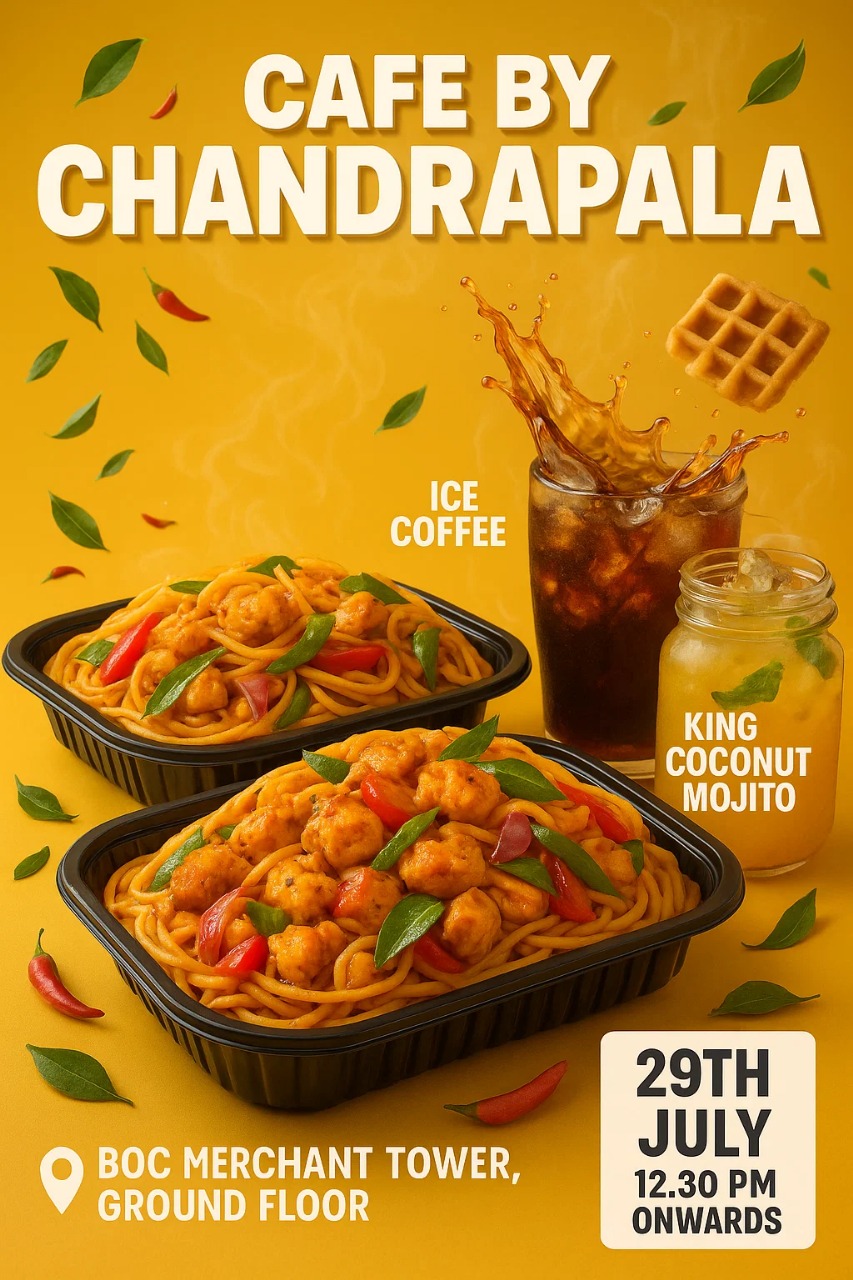 CAFE BY
CHANDRAPALA
ICE
COFFEE
KING
COCONUT
MOJITO
BOC MERCHANT TOWER,
GROUND FLOOR
29TH
JULY
12.30 PM
ONWARDS